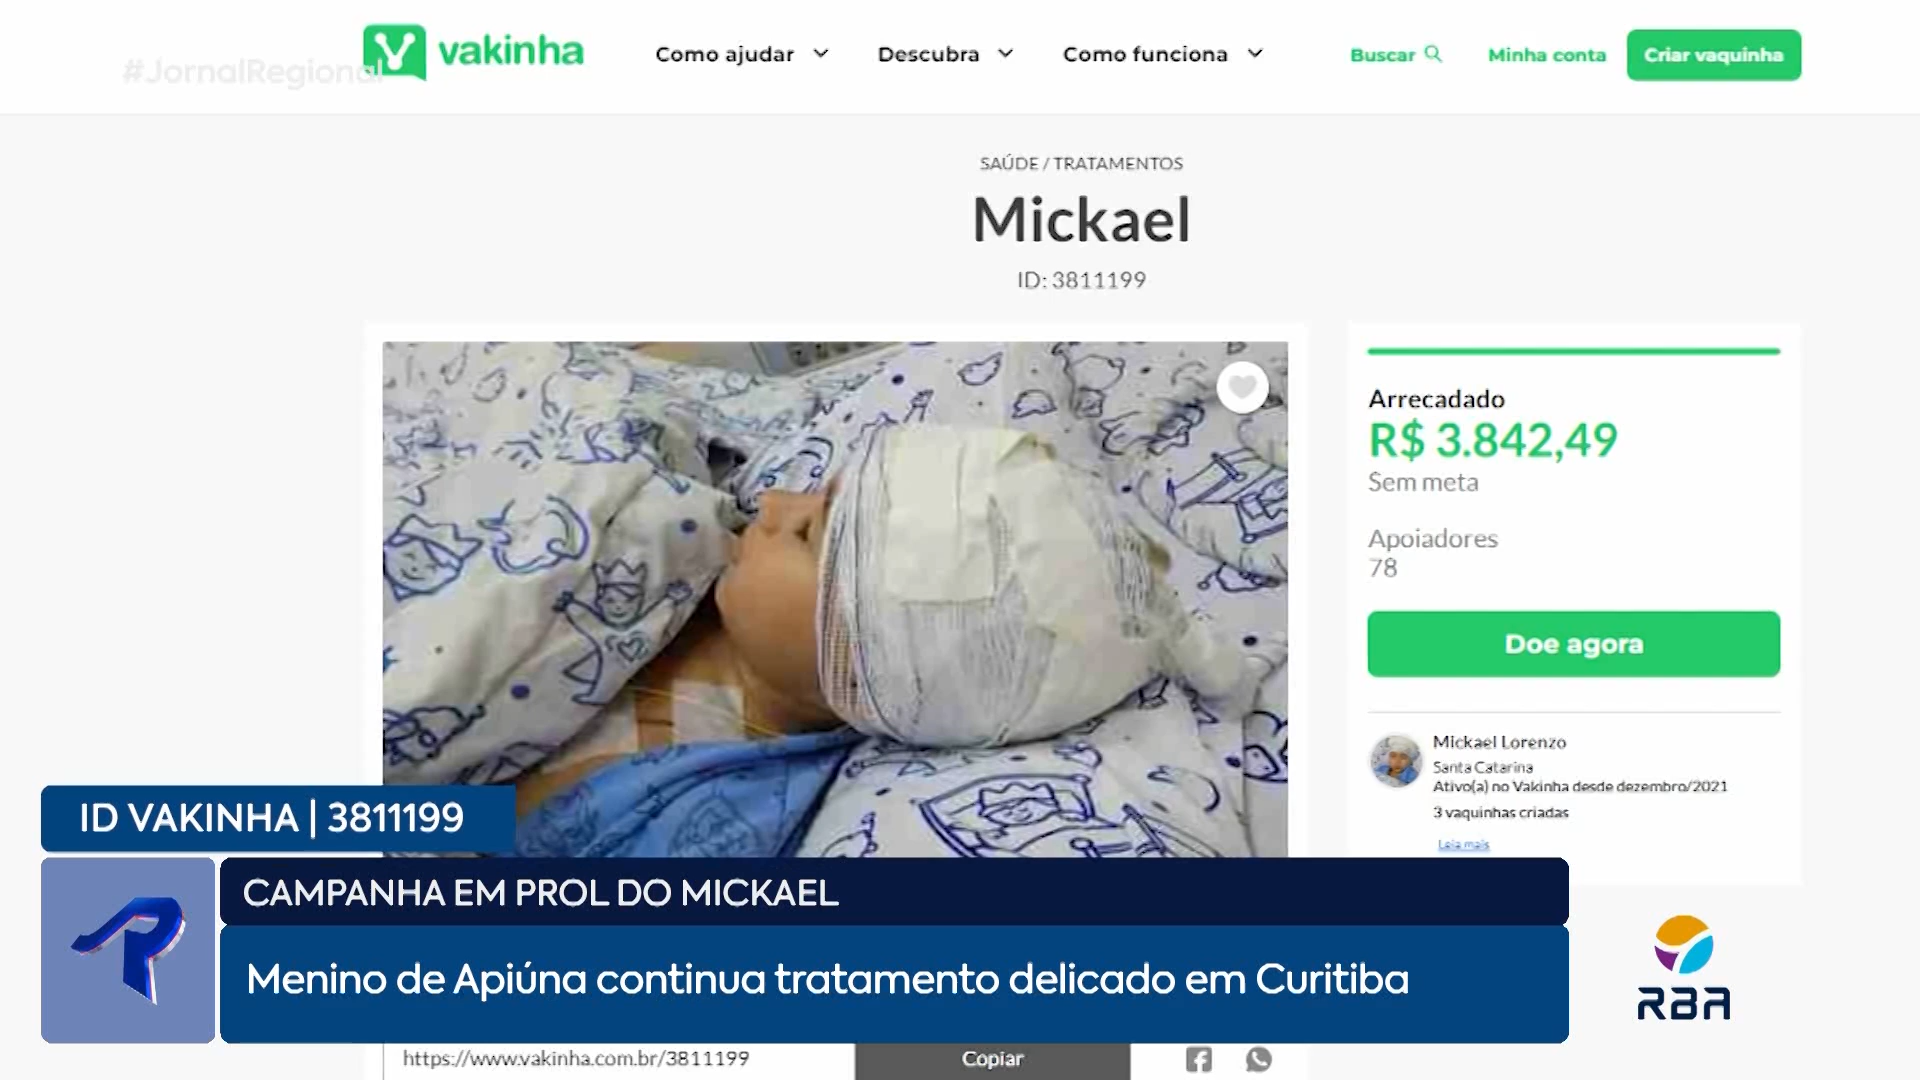 #JornalRegional
vakinha
Como ajudar
Descubra
Como funciona
Buscar
Minha conta
Criar vaquinha
SAÚDE / TRATAMENTOS
Mickael
ID: 3811199
Arrecadado
R$ 3.842,49
Sem meta
Apoiadores
78
Doe agora
Mickael Lorenzo
Santa Catarina
Ativo(a) no Vakinha desde dezembro/2021
3 vaquinhas criadas
Leia mais
ID VAKINHA | 3811199
CAMPANHA EM PROL DO MICKAEL
Menino de Apiúna continua tratamento delicado em Curitiba
RBA
https://www.vakinha.com.br/3811199
Copiar